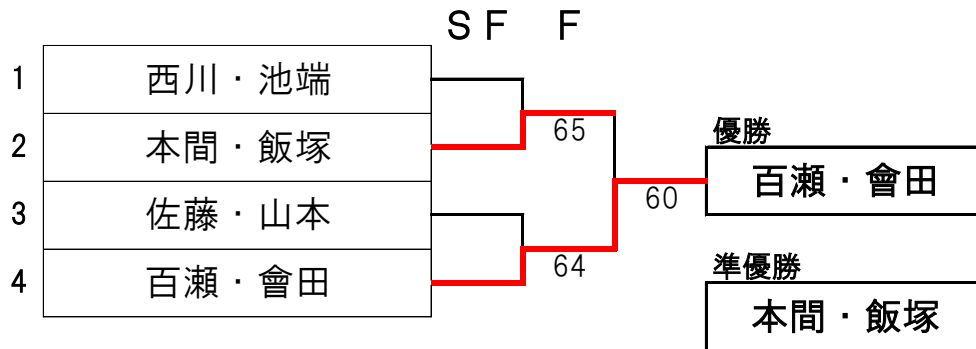 SF F
1 西川・池端
2 本間・飯塚
3 佐藤・山本
4 百瀬・會田
65
64
60
優勝
百瀬・會田
準優勝
本間・飯塚